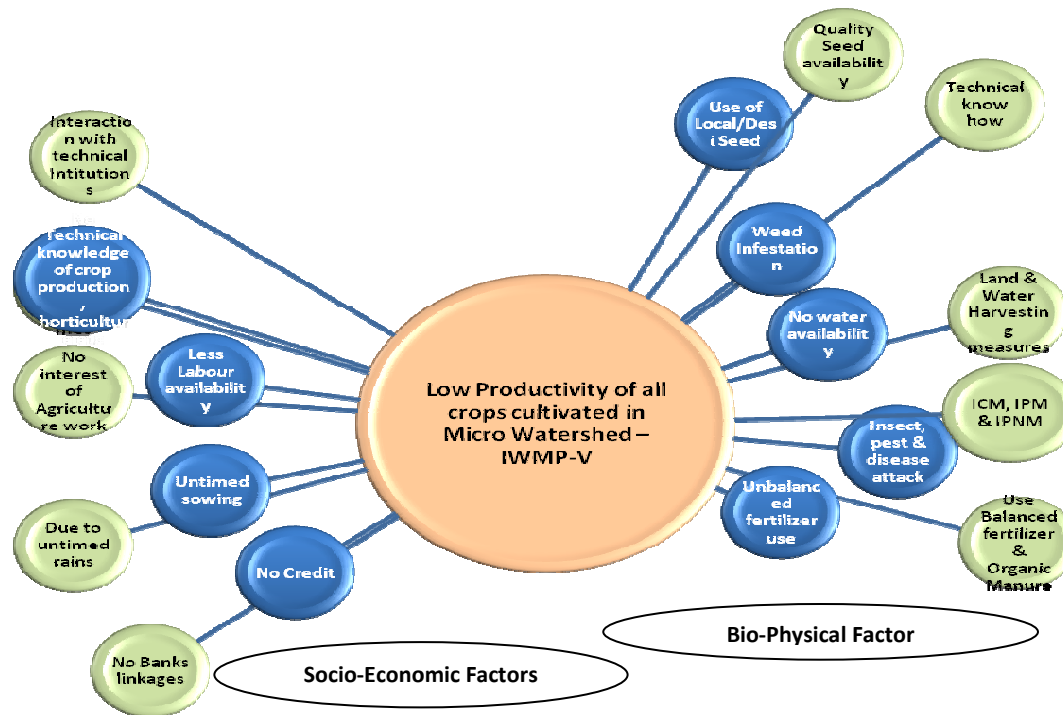 Quality
Seed
availabilit
y
Use of
Local/Des
i Seed
Technical
know
how
Interactio
n with
technical
Intitution
s
Technical
knowledge
of crop
production
,
horticultur
Weed
Infestatio
n
No water
availabilit
y
Land &
Water
Harvestin
g
measures
Less
Labour
availabilit
y
No
interest
of
Agricultu
re work
Low Productivity of all
crops cultivated in
Micro Watershed –
IWMP-V
ICM, IPM
& IPNM
Insect,
pest &
disease
attack
Untimed
sowing
Unbalanc
ed
fertilizer
use
Due to
untimed
rains
Use
Balanced
fertilizer
&
Organic
Manure
No Credit
No Banks
linkages
Bio-Physical Factor
Socio-Economic Factors